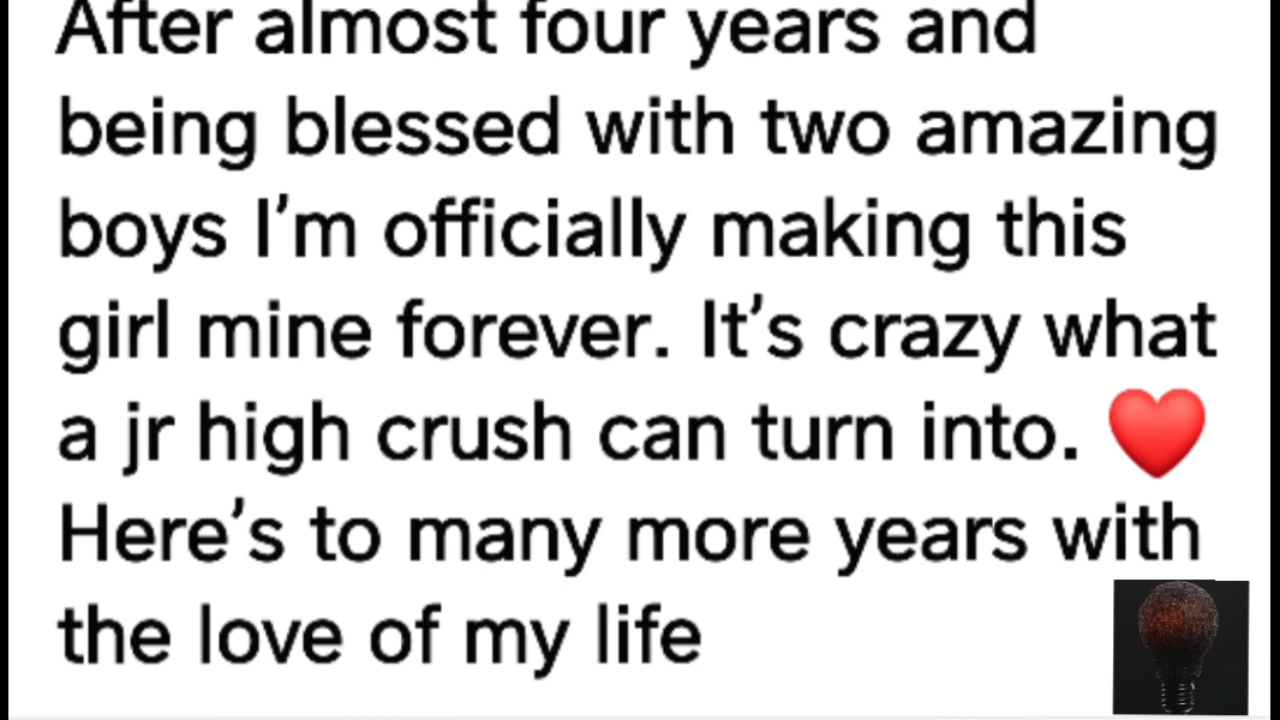 After almost four years and
being blessed with two amazing
boys I’m officially making this
girl mine forever. It’s crazy what
a jr high crush can turn into. ❤️
Here’s to many more years with
the love of my life